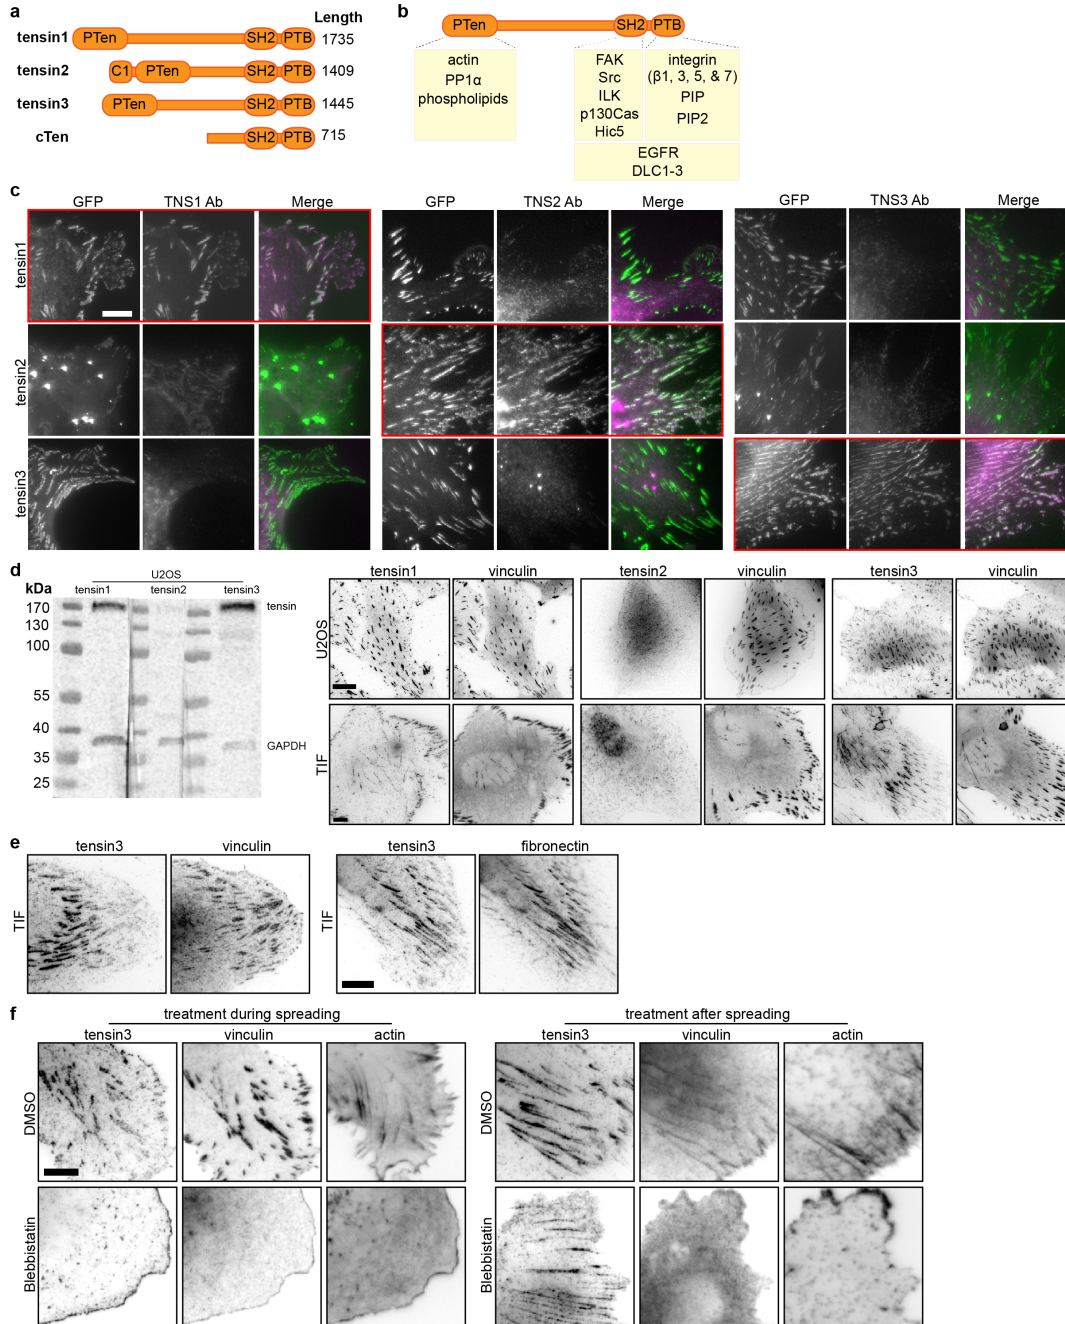 a
Length
tensin1 PTen SH2 PTB 1735
tensin2 C1 PTen SH2 PTB 1409
tensin3 PTen SH2 PTB 1445
cTen SH2 PTB 715
b
PTen SH2 PTB
actin
PP1α
phospholipids
FAK
Src
ILK
p130Cas
Hic5
integrin
(β1, 3, 5, & 7)
PIP
PIP2
EGFR
DLC1-3
c
GFP TNS1 Ab Merge GFP TNS2 Ab Merge GFP TNS3 Ab Merge
tensin1
tensin2
tensin3
d
U2OS
kDa tensin1 tensin2 tensin3
170 tensin
130
100
55
40
35 GAPDH
25
tensin1 vinculin tensin2 vinculin tensin3 vinculin
U2OS
TIF
e
tensin3 vinculin tensin3 fibronectin
TIF TIF
f
treatment during spreading treatment after spreading
tensin3 vinculin actin tensin3 vinculin actin
DMSO DMSO
Blebbistatin Blebbistatin